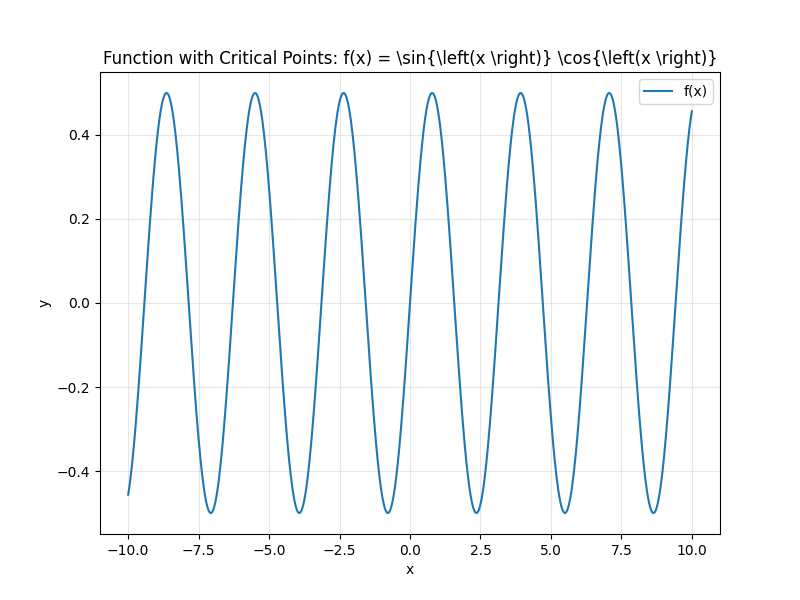 Function with Critical Points: f(x) = \sin{\left(x \right)} \cos{\left(x \right)}
f(x)
0.4
0.2
0.0
−0.2
−0.4
y
−10.0 −7.5 −5.0 −2.5 0.0 2.5 5.0 7.5 10.0
x